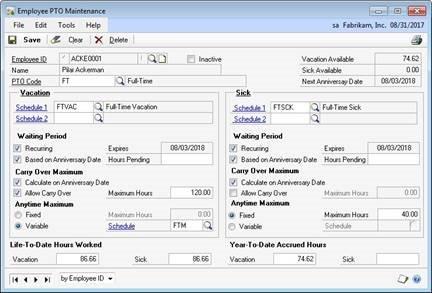 Employee PTO Maintenance
File Edit Tools Help sa Fabrikam, Inc. 08/31/2017
Save Clear Delete
Employee ID ACKE0001 Inactive Vacation Available 74.62
Name Pilar Ackerman Sick Available 0.00
PTO Code FT Full-Time Next Anniversay Date 08/03/2018
Vacation Sick
Schedule 1 FTVAC Full-Time Vacation Schedule 1 FTSCK Full-Time Sick
Schedule 2 Schedule 2
Waiting Period Waiting Period
Recurring Expires 08/03/2018 Recurring Expires 08/03/2018
Based on Anniversary Date Hours Pending Based on Anniversary Date Hours Pending
Carry Over Maximum Carry Over Maximum
Calculate on Anniversary Date Calculate on Anniversary Date
Allow Carry Over Maximum Hours 120.00 Allow Carry Over Maximum Hours
Anytime Maximum Anytime Maximum
Fixed Maximum Hours 0.00 Fixed Maximum Hours 40.00
Variable Schedule FTM Variable Schedule
Life-To-Date Hours Worked Year-To-Date Accrued Hours
Vacation 86.66 Sick 86.66 Vacation 74.62 Sick
by Employee ID